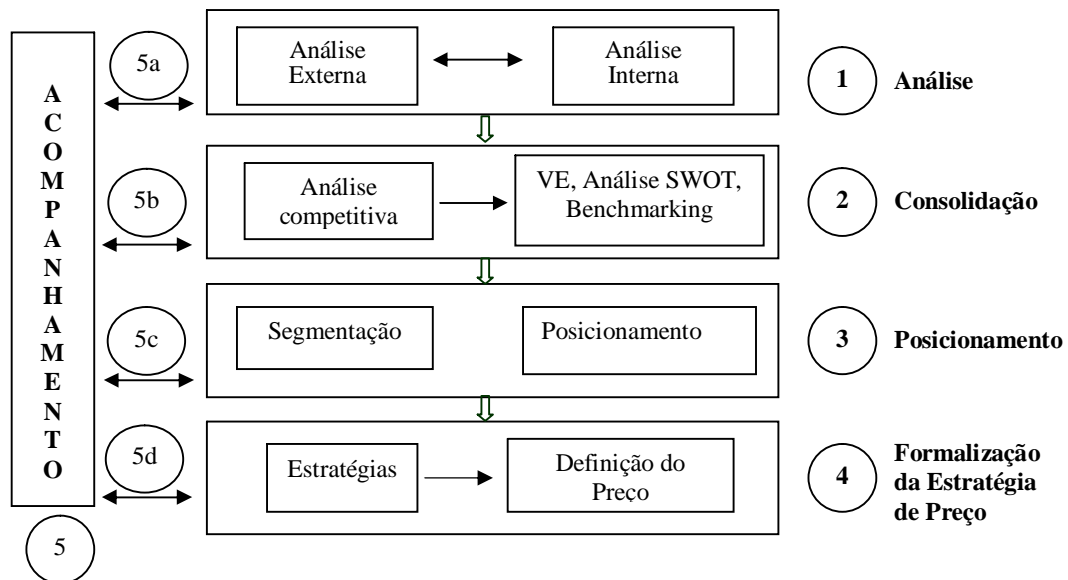 ACOMPANHAMENTO
5
5a
Análise
Externa
Análise
Interna
1
Análise
5b
Análise
competitiva
VE, Análise SWOT,
Benchmarking
2
Consolidação
5c
Segmentação
Posicionamento
3
Posicionamento
5d
Estratégias
Definição do
Preço
4
Formalização
da Estratégia
de Preço